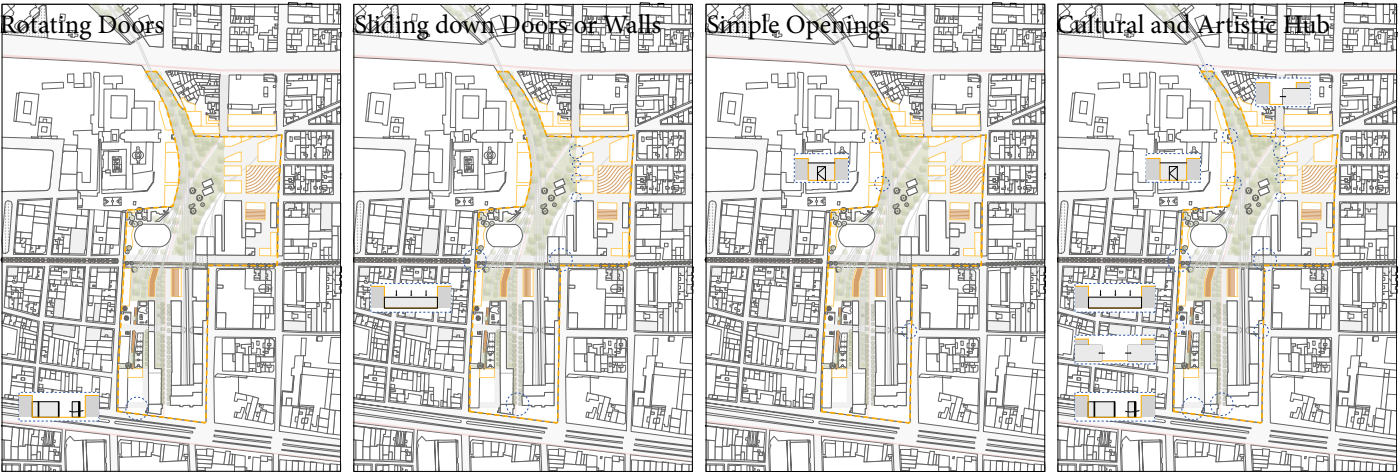 Rotating Doors
Sliding down Doors or Walls
Simple Openings
Cultural and Artistic Hub